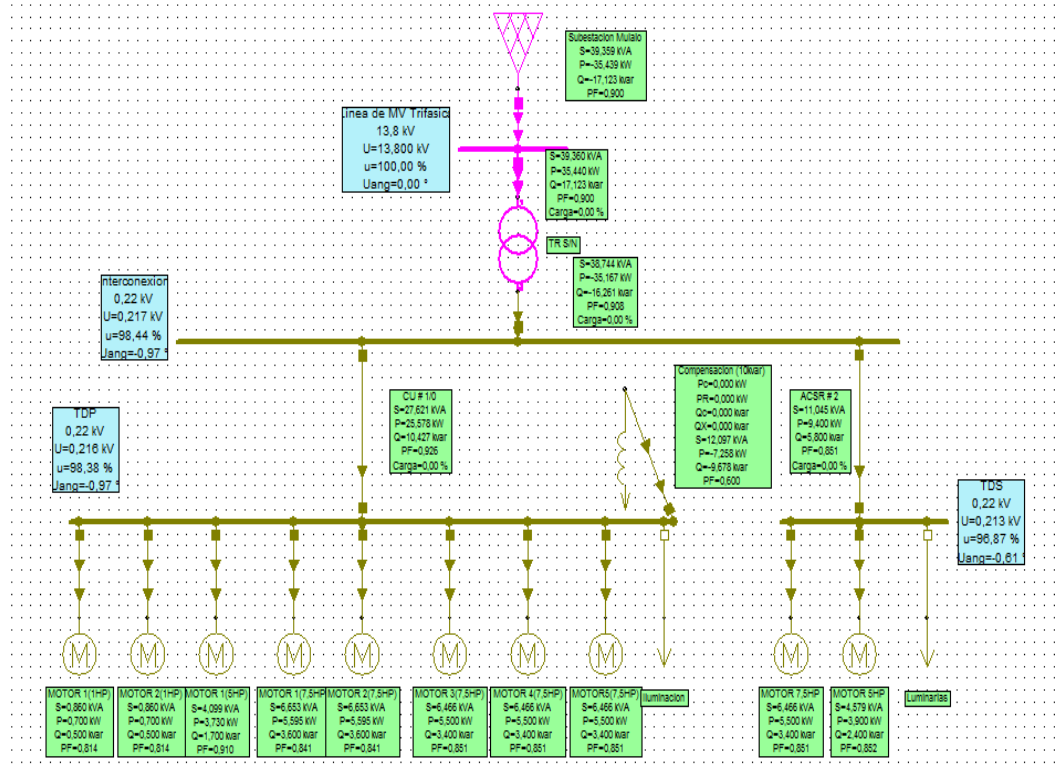 Subestacion Mulalo
S=39,359 kVA
P=-35,439 kW
Q=-17,123 kvar
PF=0,900
Linea de MV Trifasica
13,8 kV
U=13,800 kV
u=100,00 %
Uang=0,00 °
S=39,360 kVA
P=35,440 kW
Q=17,123 kvar
PF=0,900
Carga=0,00 %
TR S/N
S=38,744 kVA
P=-35,167 kW
Q=-16,261 kvar
PF=0,908
Carga=0,00 %
nterconexion
0,22 kV
U=0,217 kV
u=98,44 %
Uang=-0,97 °
CU # 1/0
S=27,621 kVA
P=25,578 kW
Q=10,427 kvar
PF=0,926
Carga=0,00 %
Compensacion (10kvar)
Po=0,000 kW
PR=0,000 kW
Qo=0,000 kvar
QX=0,000 kvar
S=12,097 kVA
P=-7,258 kW
Q=-9,678 kvar
PF=0,600
ACSR # 2
S=11,045 kVA
P=9,400 kW
Q=5,800 kvar
PF=0,851
Carga=0,00 %
TDP
0,22 kV
U=0,216 kV
u=98,38 %
Uang=-0,97 °
TDS
0,22 kV
U=0,213 kV
u=96,87 %
Uang=-0,61 °
M M M M M M M M M M
MOTOR 1(1HP)
S=0,860 kVA
P=0,700 kW
Q=0,500 kvar
PF=0,814
MOTOR 2(1HP)
S=0,860 kVA
P=0,700 kW
Q=0,500 kvar
PF=0,814
MOTOR 1(5HP)
S=4,099 kVA
P=3,730 kW
Q=1,700 kvar
PF=0,910
MOTOR 1(7,5HP)
S=6,653 kVA
P=5,595 kW
Q=3,600 kvar
PF=0,841
MOTOR 2(7,5HP)
S=6,653 kVA
P=5,595 kW
Q=3,600 kvar
PF=0,841
MOTOR 3(7,5HP)
S=6,466 kVA
P=5,500 kW
Q=3,400 kvar
PF=0,851
MOTOR 4(7,5HP)
S=6,466 kVA
P=5,500 kW
Q=3,400 kvar
PF=0,851
MOTOR5(7,5HP)
S=6,466 kVA
P=5,500 kW
Q=3,400 kvar
PF=0,851
Iluminacion
MOTOR 7.5HP
S=6,466 kVA
P=5,500 kW
Q=3,400 kvar
PF=0,851
MOTOR 5HP
S=4,579 kVA
P=3,900 kW
Q=2,400 kvar
PF=0,852
Luminarias